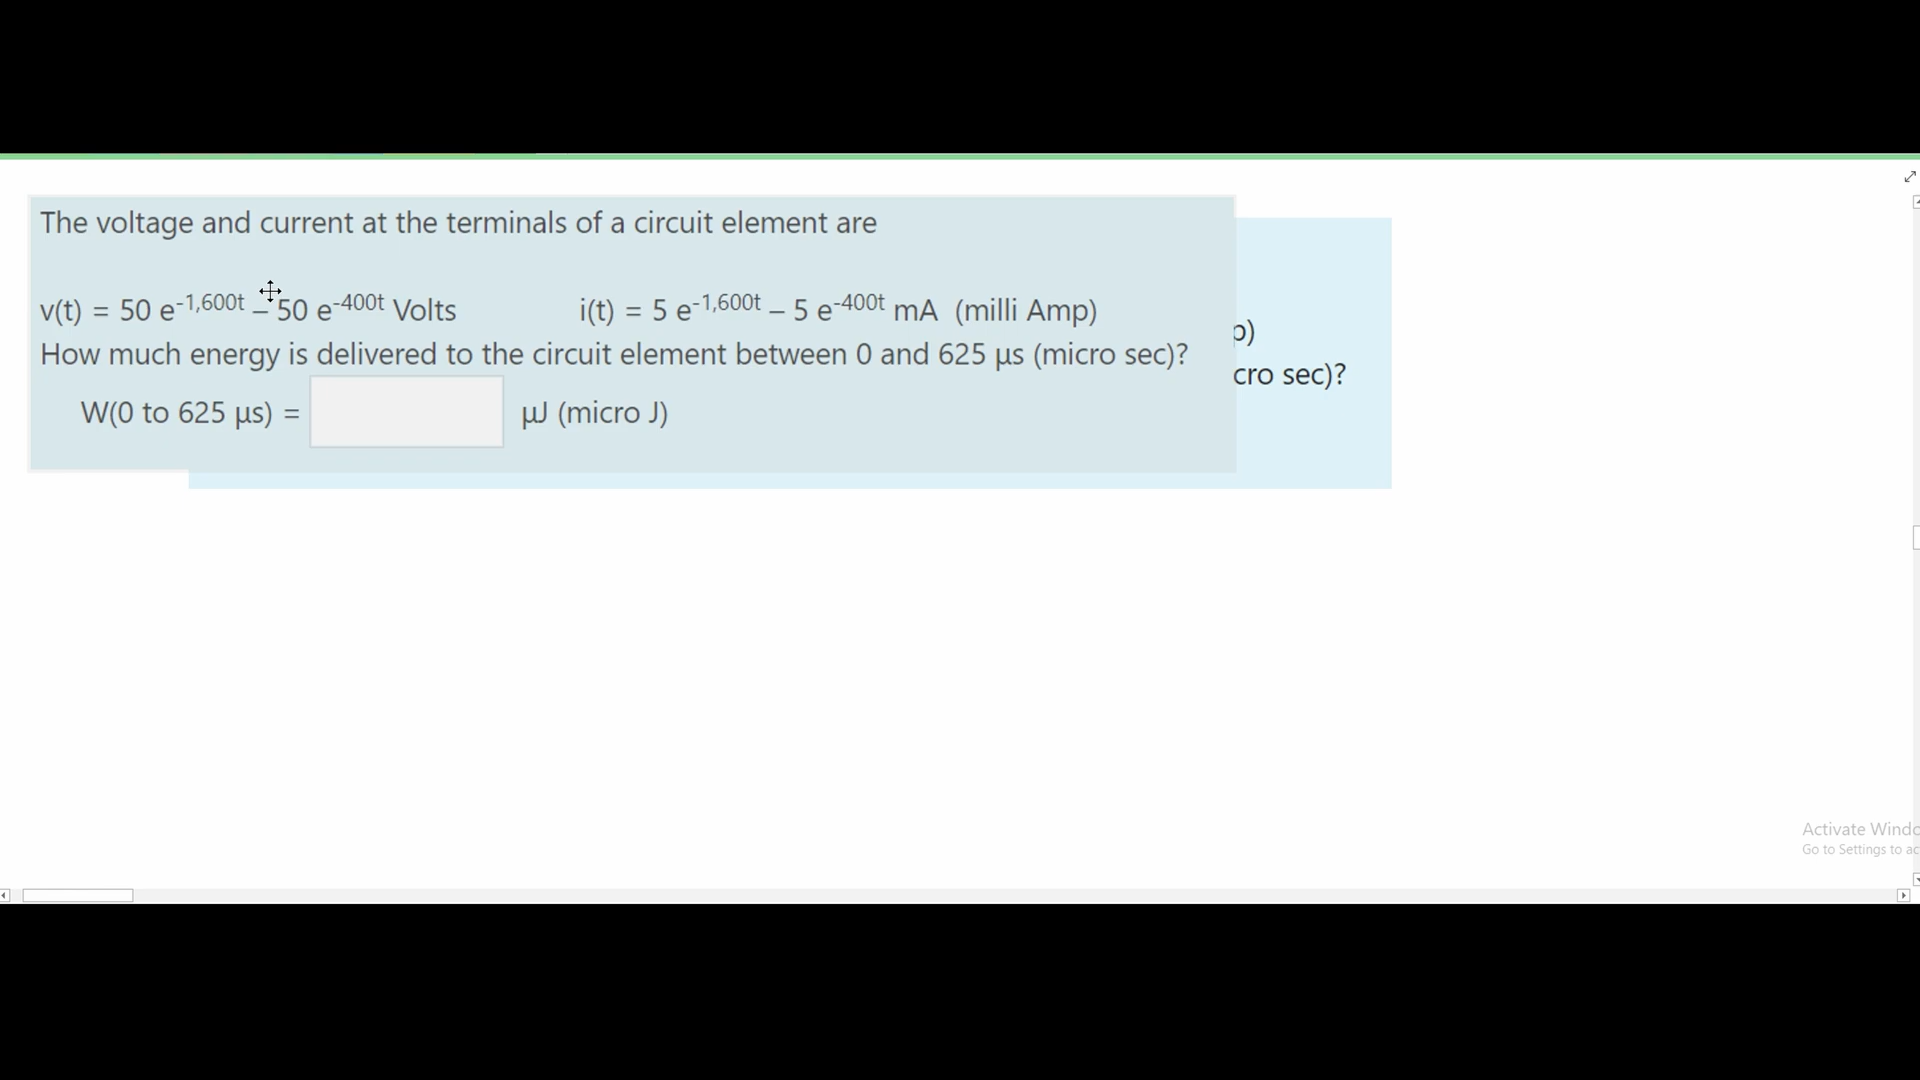 The voltage and current at the terminals of a circuit element are
v(t) = 50 e^-1,600t – 50 e^-400t Volts i(t) = 5 e^-1,600t – 5 e^-400t mA (milli Amp)
p)
How much energy is delivered to the circuit element between 0 and 625 µs (micro sec)?
cro sec)?
W(0 to 625 µs) = µJ (micro J)
Activate Windo
Go to Settings to ac